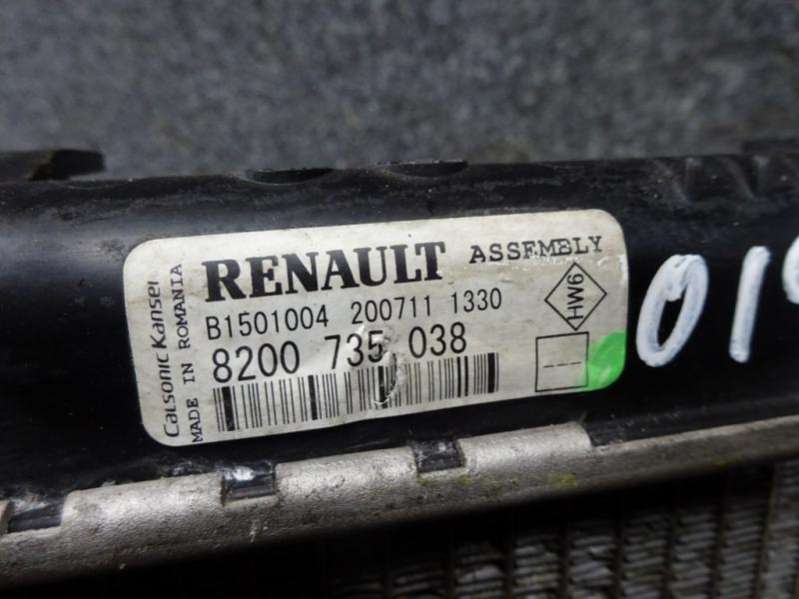 RENAULT ASSEMBLY
B1501004 200711 1330
8200 735 038
HW6
Calsonic Kansei
MADE IN ROMANIA